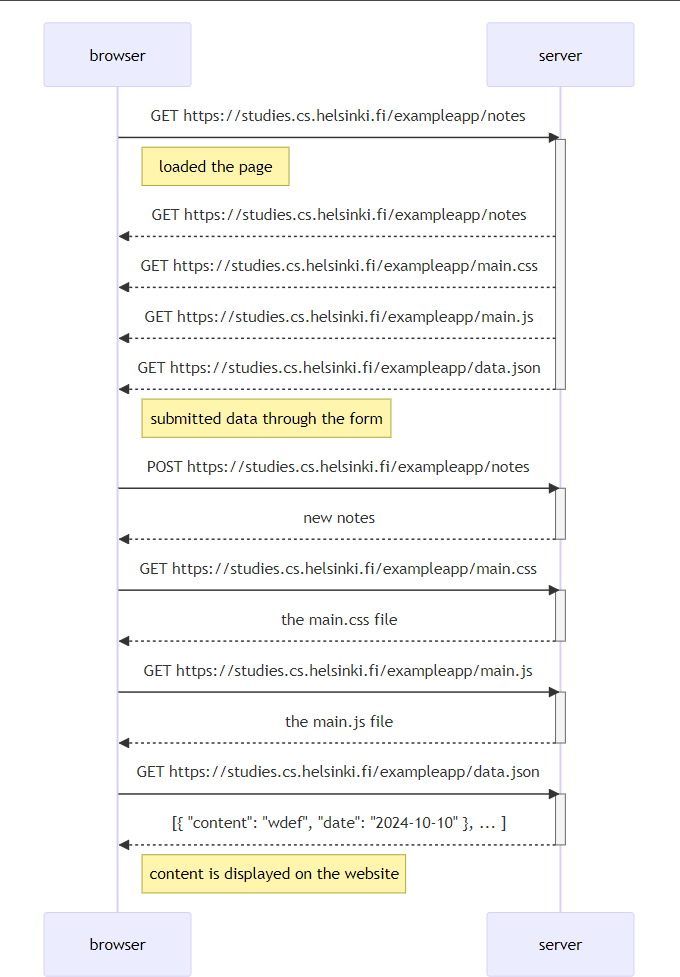 browser
server
GET https://studies.cs.helsinki.fi/exampleapp/notes
loaded the page
GET https://studies.cs.helsinki.fi/exampleapp/notes
GET https://studies.cs.helsinki.fi/exampleapp/main.css
GET https://studies.cs.helsinki.fi/exampleapp/main.js
GET https://studies.cs.helsinki.fi/exampleapp/data.json
submitted data through the form
POST https://studies.cs.helsinki.fi/exampleapp/notes
new notes
GET https://studies.cs.helsinki.fi/exampleapp/main.css
the main.css file
GET https://studies.cs.helsinki.fi/exampleapp/main.js
the main.js file
GET https://studies.cs.helsinki.fi/exampleapp/data.json
[{ "content": "wdef", "date": "2024-10-10" }, ... ]
content is displayed on the website
browser
server